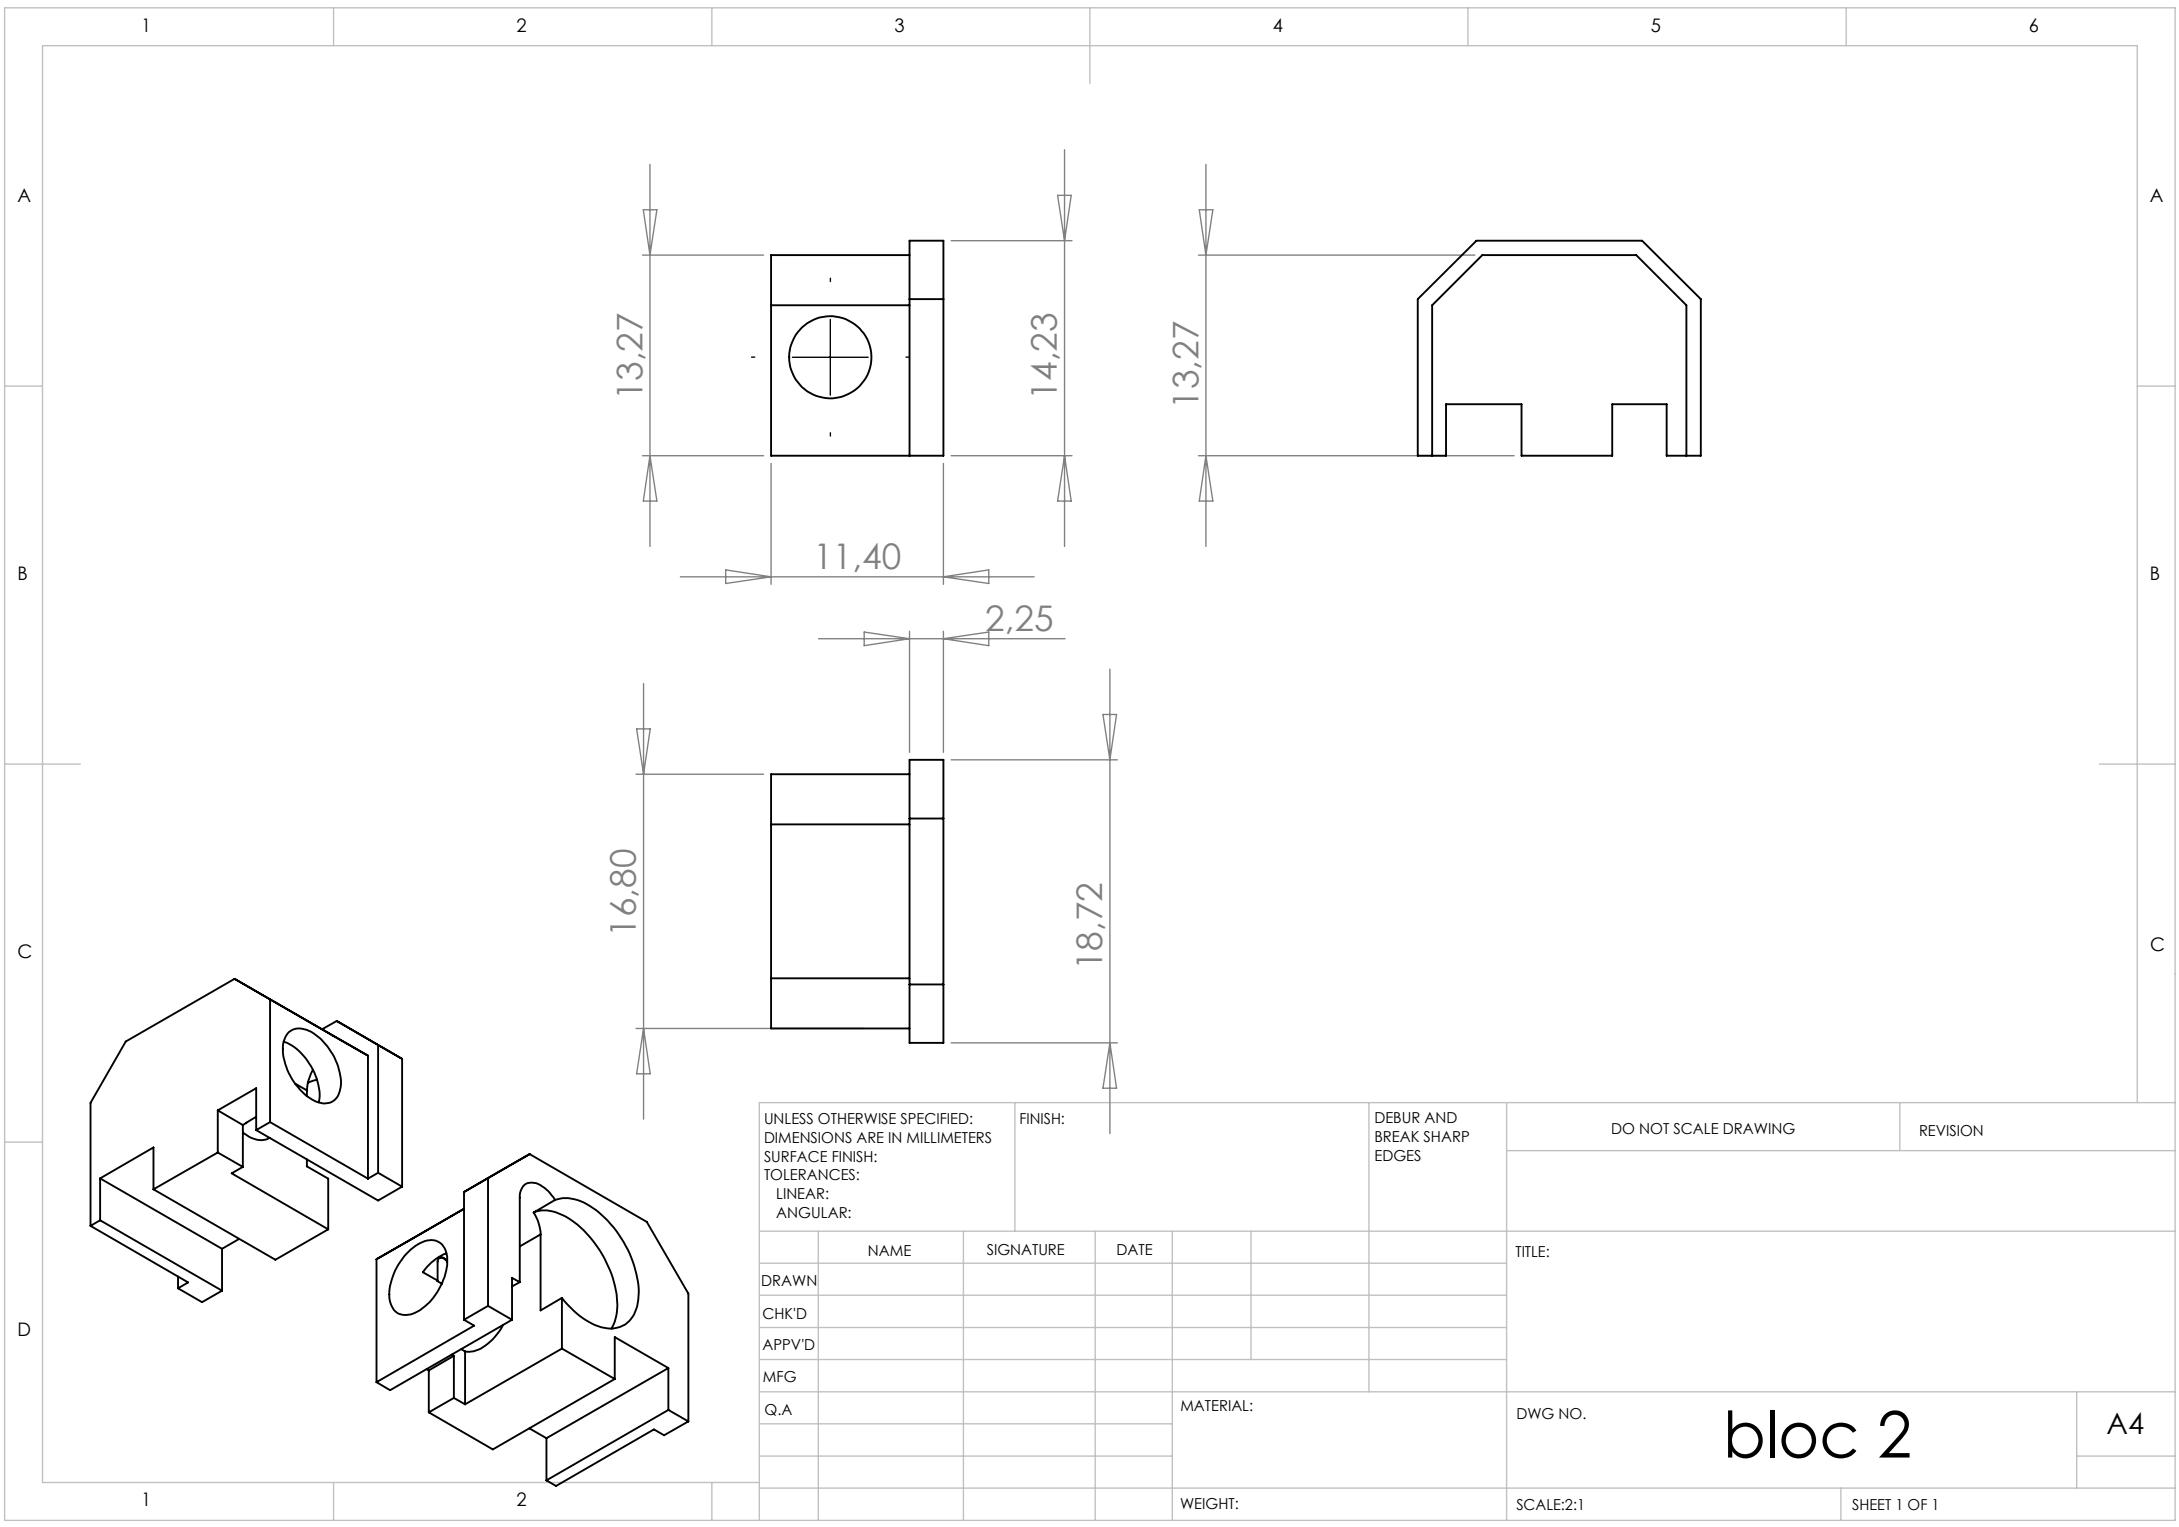 1 2 3 4 5 6
A A
13,27
14,23
13,27
11,40
B B
2,25
16,80
18,72
C C
UNLESS OTHERWISE SPECIFIED:
DIMENSIONS ARE IN MILLIMETERS
SURFACE FINISH:
TOLERANCES:
LINEAR:
ANGULAR:
FINISH:
DEBUR AND
BREAK SHARP
EDGES
DO NOT SCALE DRAWING
REVISION
NAME SIGNATURE DATE
TITLE:
DRAWN
CHK'D
APPV'D
MFG
Q.A
D
MATERIAL:
DWG NO.
bloc 2
A4
WEIGHT:
SCALE:2:1
SHEET 1 OF 1
1 2